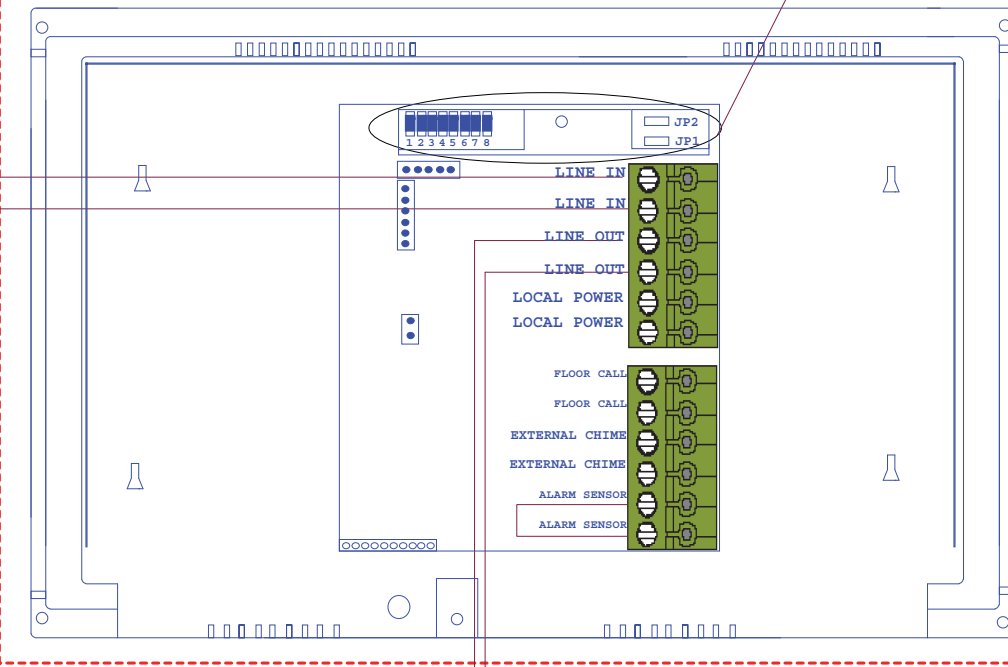 JP2
1 2 3 4 5 6 7 8 JP1
LINE IN
LINE IN
LINE OUT
LINE OUT
LOCAL POWER
LOCAL POWER
FLOOR CALL
FLOOR CALL
EXTERNAL CHIME
EXTERNAL CHIME
ALARM SENSOR
ALARM SENSOR